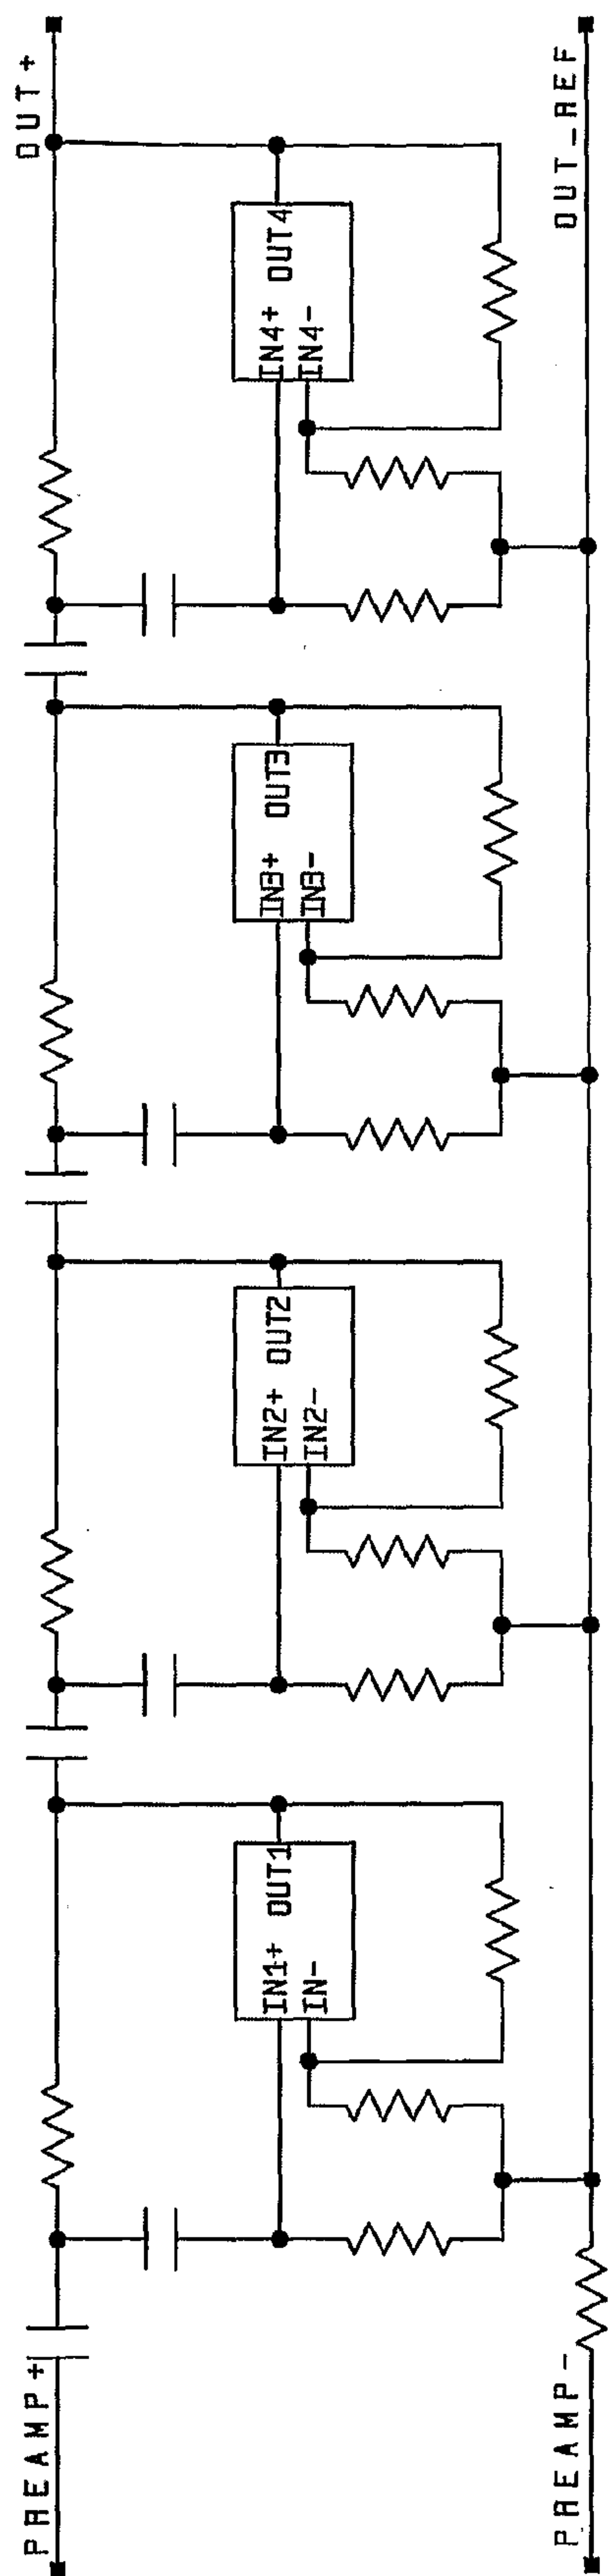 PREAMP+
PREAMP-
IN1+ OUT1
IN-
IN2+ OUT2
IN2-
IN3+ OUT3
IN3-
IN4+ OUT4
IN4-
OUT+
OUT_REF